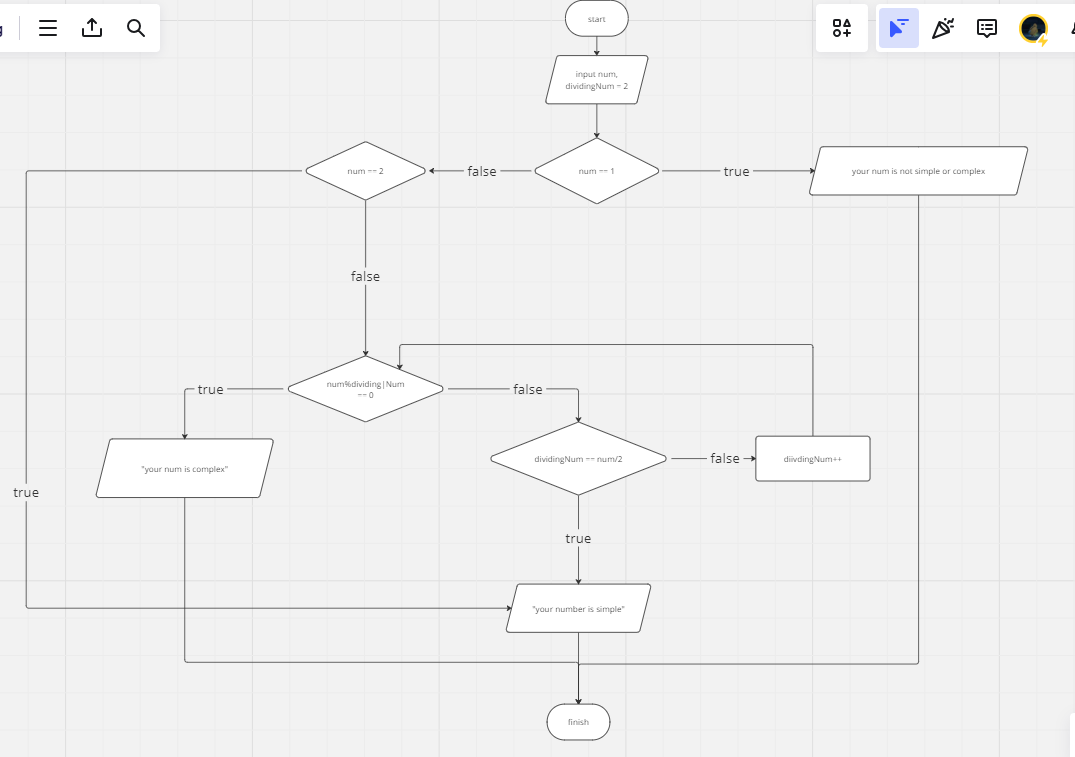 start
input num,
dividingNum = 2
num == 2
false
num == 1
true
your num is not simple or complex
false
true
num%dividing|Num
== 0
false
"your num is complex"
dividingNum == num/2
false
diivdingNum++
true
true
"your number is simple"
finish